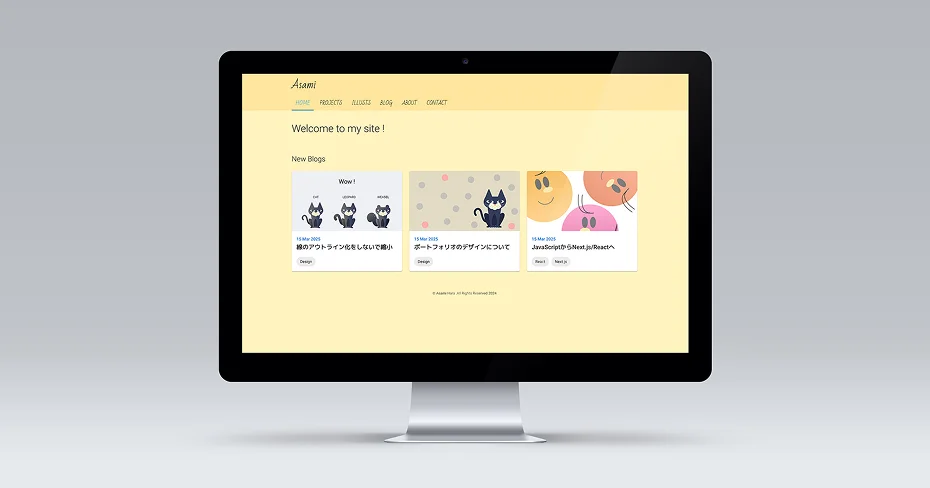 Asami
HOME PROJECTS ILLUSTS BLOG ABOUT CONTACT
Welcome to my site !
New Blogs
Wow !
CAT LEOPARD WEASEL
15 Mar 2025
線のアウトライン化をしないで縮小
Design
15 Mar 2025
ポートフォリオのデザインについて
Design
15 Mar 2025
JavaScriptからNext.js/Reactへ
React Next.js
© Asami Hara. All Rights Reserved 2024